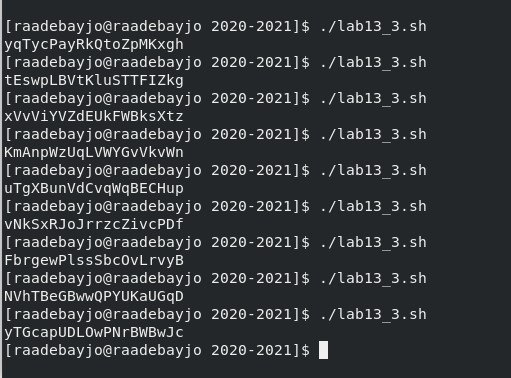 [raadebayjo@raadebayjo 2020-2021]$ ./lab13_3.sh
yqTycPayRkQtoZpMKxgh
[raadebayjo@raadebayjo 2020-2021]$ ./lab13_3.sh
tEswpLBVtKluSTTFIZkg
[raadebayjo@raadebayjo 2020-2021]$ ./lab13_3.sh
xVvViYVZdEUkFWBksXtz
[raadebayjo@raadebayjo 2020-2021]$ ./lab13_3.sh
KmAnpWzUqLVWYGvVkvWn
[raadebayjo@raadebayjo 2020-2021]$ ./lab13_3.sh
uTgXBunVdCvqWqBECHup
[raadebayjo@raadebayjo 2020-2021]$ ./lab13_3.sh
vNkSxRJoJrrzcZivcPDf
[raadebayjo@raadebayjo 2020-2021]$ ./lab13_3.sh
FbrgewPlssSbcOvLrvyB
[raadebayjo@raadebayjo 2020-2021]$ ./lab13_3.sh
NVhTBeGBwwQPYUKaUGqD
[raadebayjo@raadebayjo 2020-2021]$ ./lab13_3.sh
yTGcapUDLOwPNrBWBwJc
[raadebayjo@raadebayjo 2020-2021]$